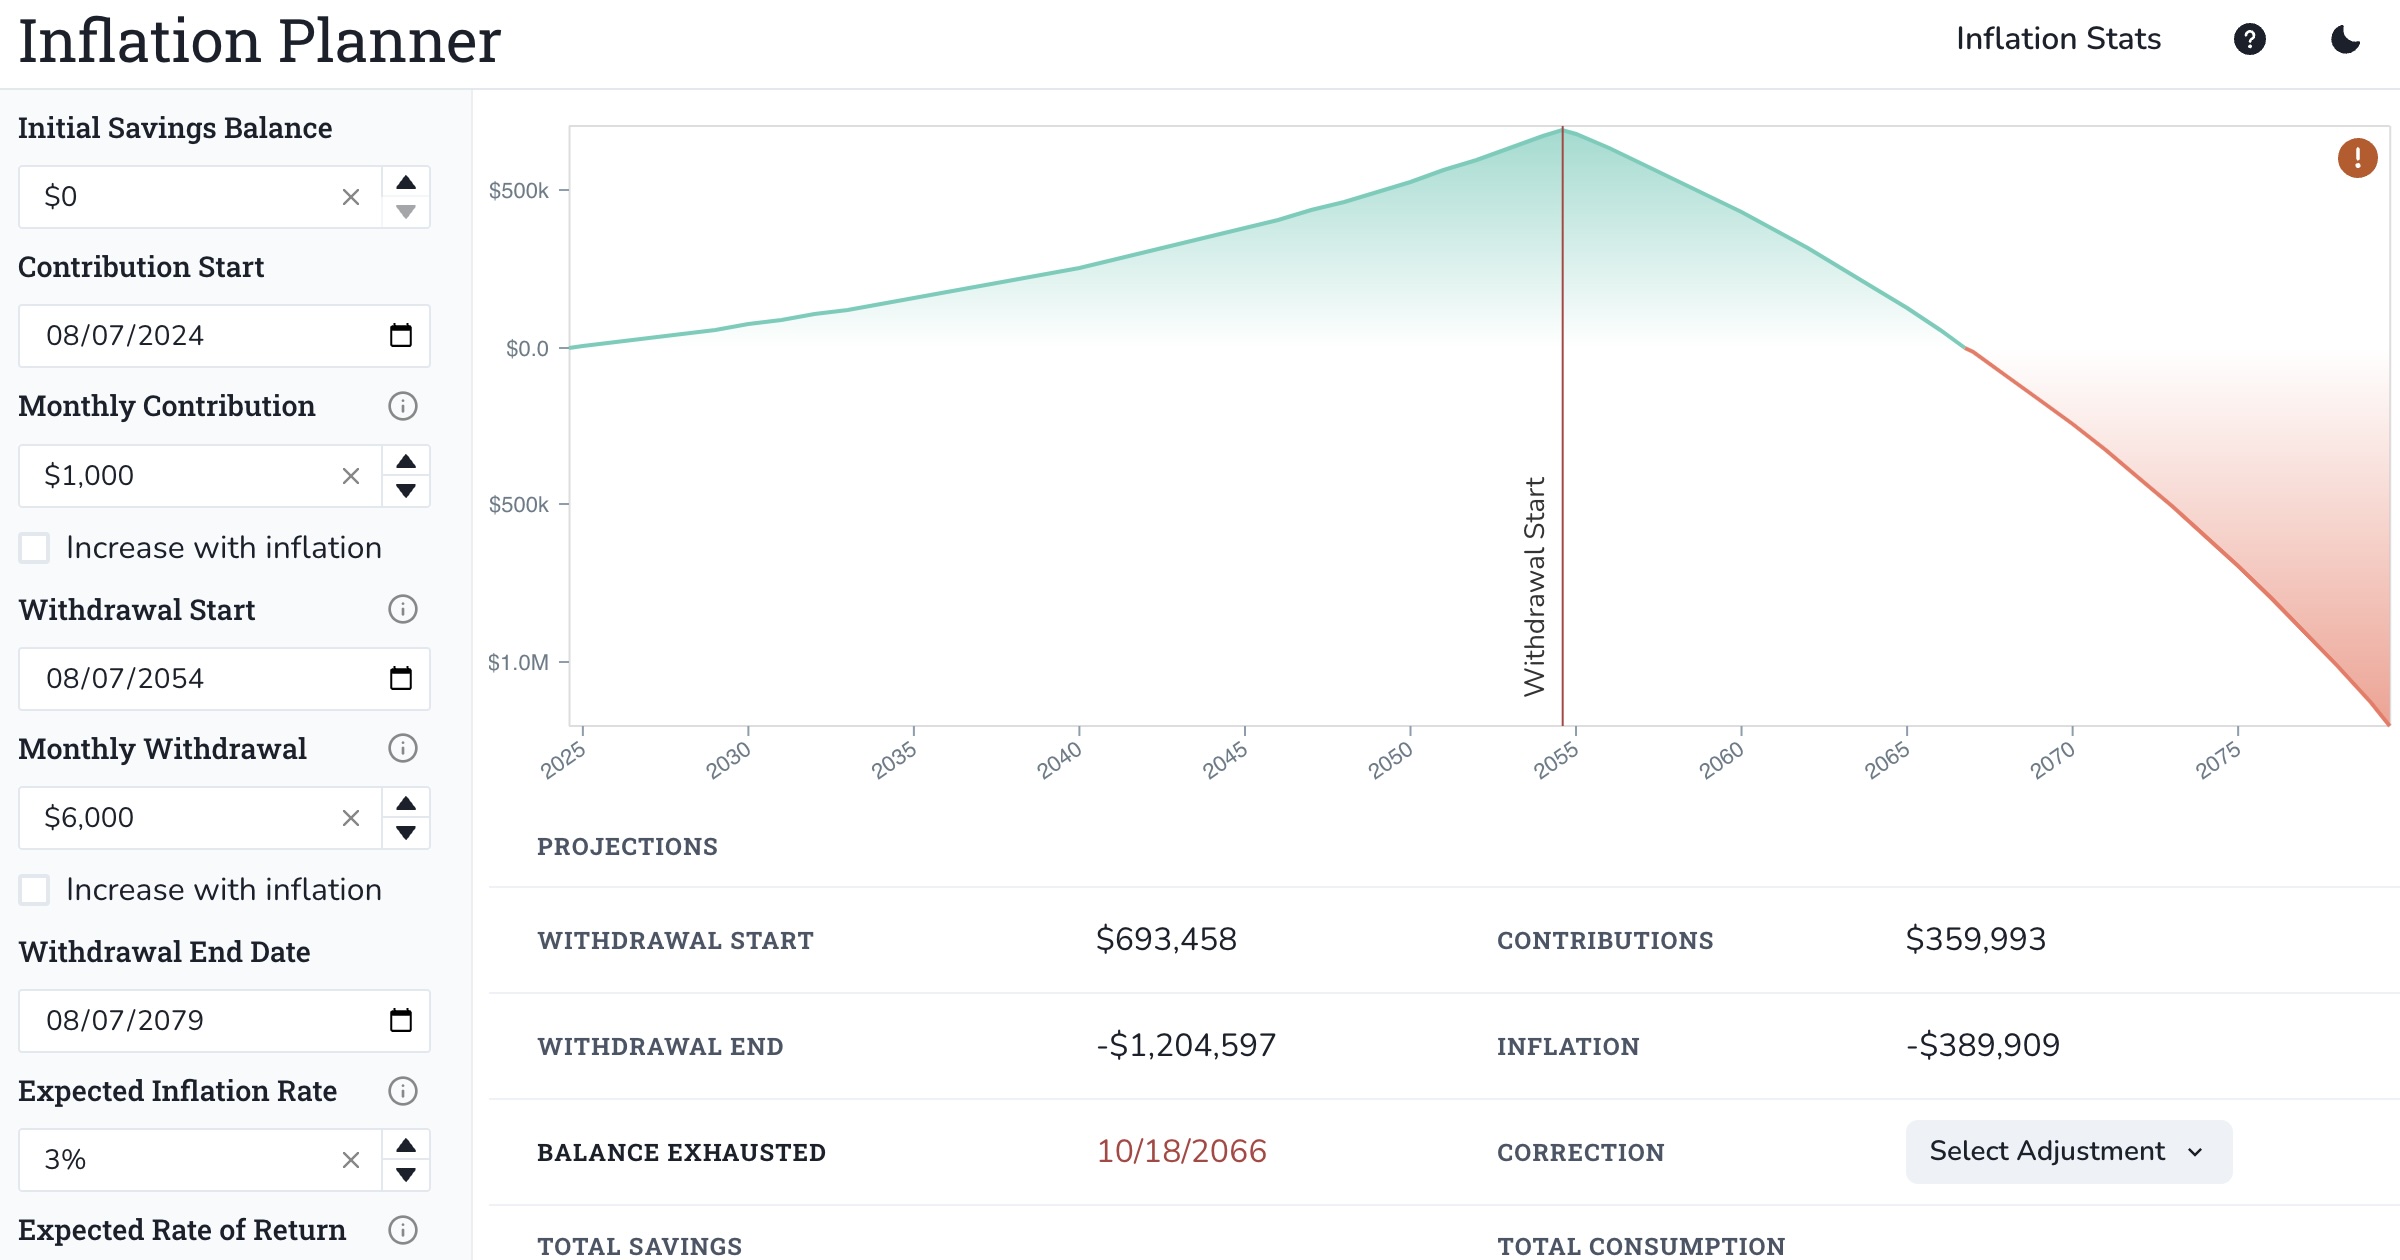 Inflation Planner
Inflation Stats
Initial Savings Balance
$0
Contribution Start
08/07/2024
Monthly Contribution
$1,000
Increase with inflation
Withdrawal Start
08/07/2054
Monthly Withdrawal
$6,000
Increase with inflation
Withdrawal End Date
08/07/2079
Expected Inflation Rate
3%
Expected Rate of Return
$500k
$0.0
$500k
$1.0M
Withdrawal Start
2025 2030 2035 2040 2045 2050 2055 2060 2065 2070 2075
PROJECTIONS
WITHDRAWAL START $693,458 CONTRIBUTIONS $359,993
WITHDRAWAL END -$1,204,597 INFLATION -$389,909
BALANCE EXHAUSTED 10/18/2066 CORRECTION Select Adjustment
TOTAL SAVINGS TOTAL CONSUMPTION